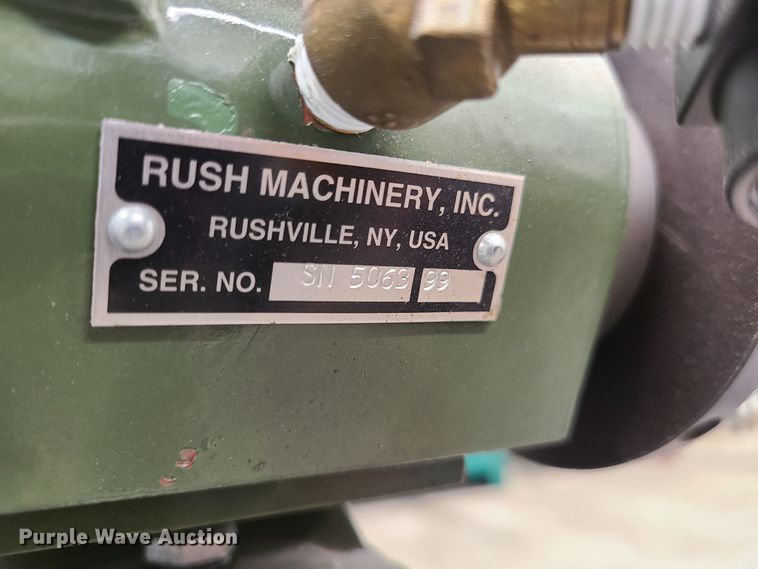 RUSH MACHINERY, INC.
RUSHVILLE, NY, USA
SER. NO. SN 5063 99
Purple Wave Auction